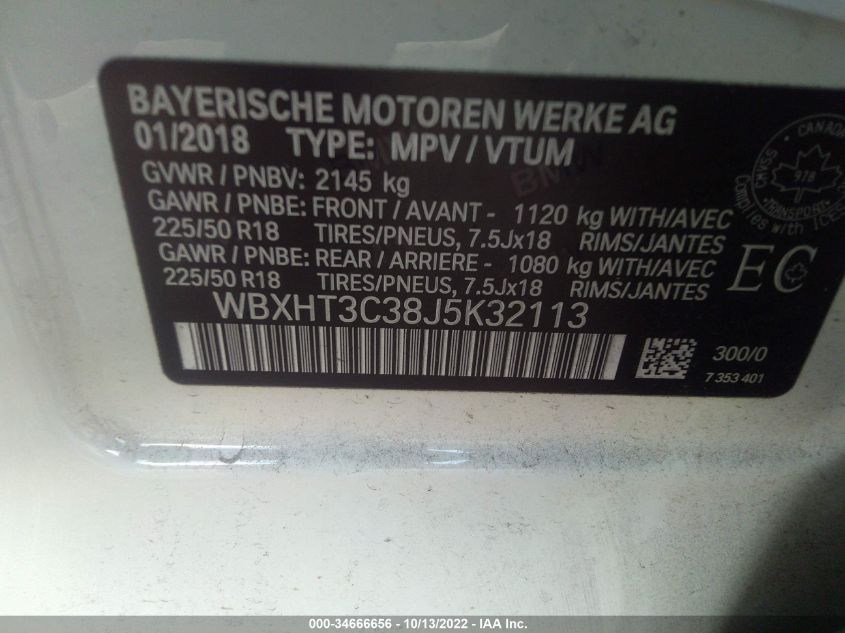 BAYERISCHE MOTOREN WERKE AG
01/2018 TYPE: MPV / VTUM
GVWR / PNBV: 2145 kg
GAWR / PNBE: FRONT / AVANT - 1120 kg WITH/AVEC
225/50 R18 TIRES/PNEUS, 7.5Jx18 RIMS/JANTES
GAWR / PNBE: REAR / ARRIERE - 1080 kg WITH/AVEC
225/50 R18 TIRES/PNEUS, 7.5Jx18 RIMS/JANTES
WBXHT3C38J5K32113
CANADA
978
TRANSPORT
EC
300/0
7 353 401
000-34666656 - 10/13/2022 - IAA Inc.